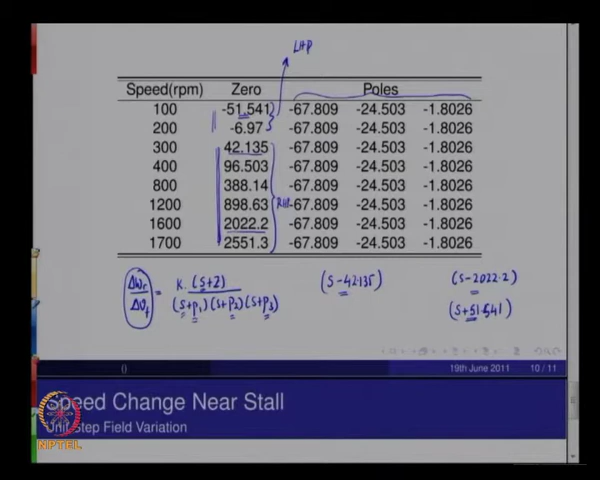 LHP
Speed(rpm) Zero Poles
100 -51.541 -67.809 -24.503 -1.8026
200 -6.97 -67.809 -24.503 -1.8026
300 42.135 -67.809 -24.503 -1.8026
400 96.503 -67.809 -24.503 -1.8026
800 388.14 -67.809 -24.503 -1.8026
1200 898.63 RHP -67.809 -24.503 -1.8026
1600 2022.2 -67.809 -24.503 -1.8026
1700 2551.3 -67.809 -24.503 -1.8026
Δωr/Δvf = K.(s+z)/(s+p1)(s+p2)(s+p3)
(s-42.135)
(s-2022.2)
(s+51.541)
() 19th June 2011 10 / 11
Speed Change Near Stall
Unit Step Field Variation
NPTEL